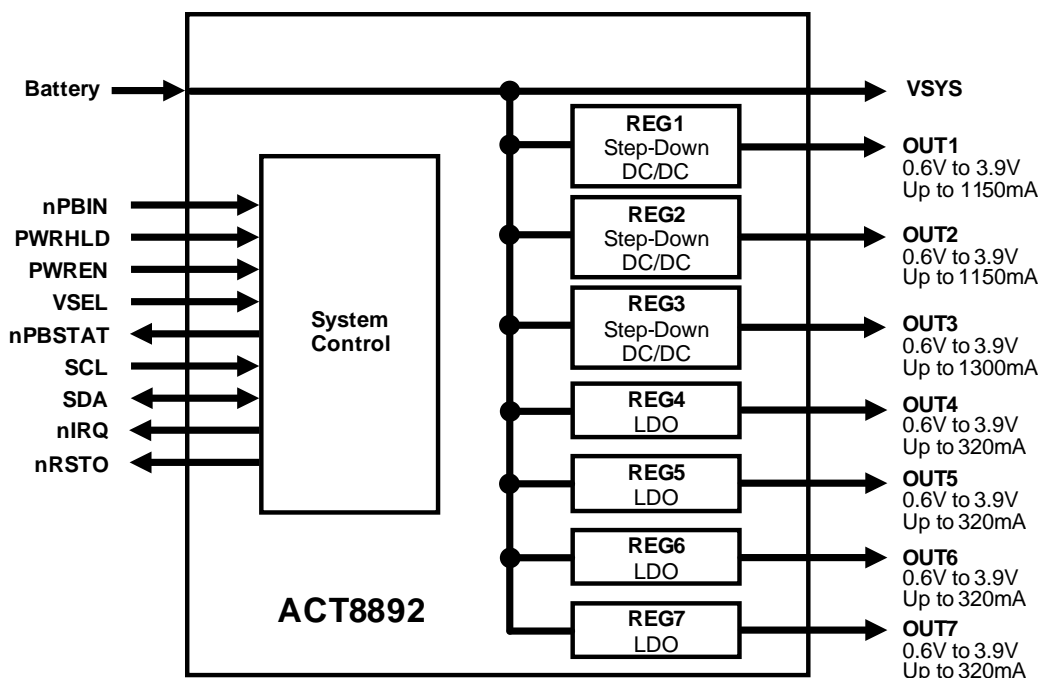 Battery
nPBIN
PWRHLD
PWREN
VSEL
nPBSTAT
SCL
SDA
nIRQ
nRSTO
System
Control
ACT8892
REG1
Step-Down
DC/DC
REG2
Step-Down
DC/DC
REG3
Step-Down
DC/DC
REG4
LDO
REG5
LDO
REG6
LDO
REG7
LDO
VSYS
OUT1
0.6V to 3.9V
Up to 1150mA
OUT2
0.6V to 3.9V
Up to 1150mA
OUT3
0.6V to 3.9V
Up to 1300mA
OUT4
0.6V to 3.9V
Up to 320mA
OUT5
0.6V to 3.9V
Up to 320mA
OUT6
0.6V to 3.9V
Up to 320mA
OUT7
0.6V to 3.9V
Up to 320mA